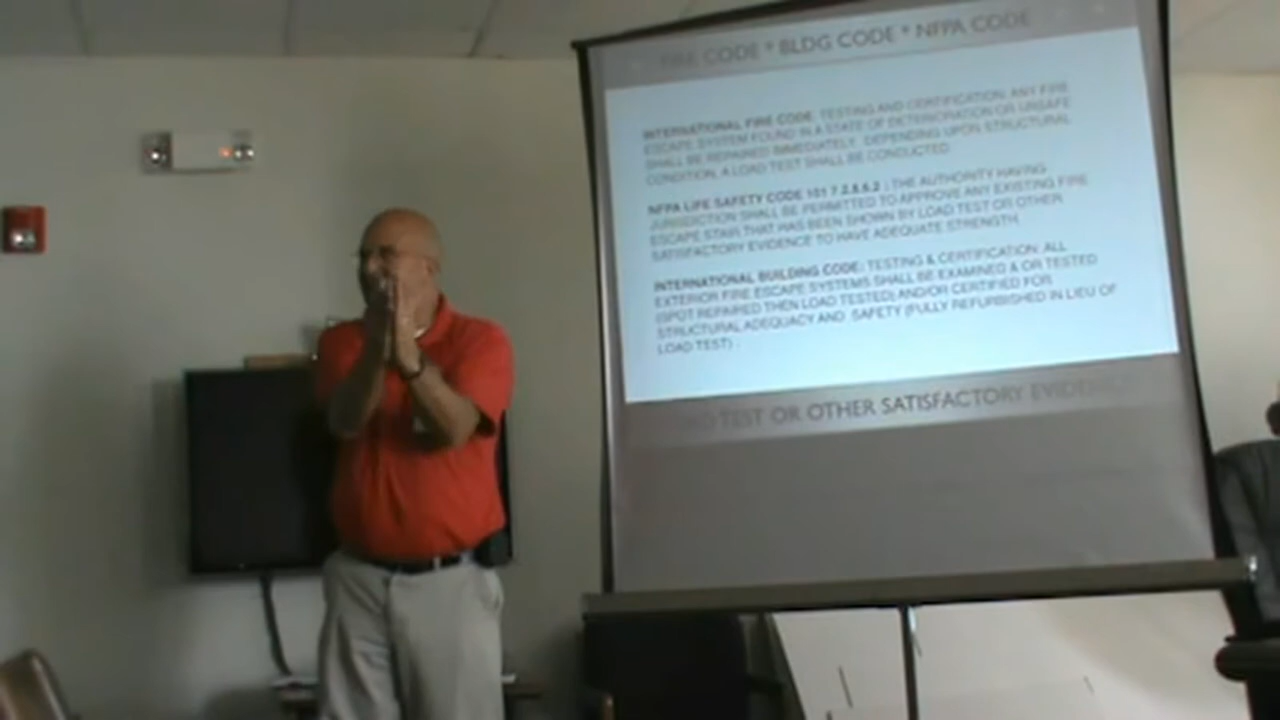 FIRE CODE * BLDG CODE * NFPA CODE
INTERNATIONAL FIRE CODE: TESTING AND CERTIFICATION: ANY FIRE
ESCAPE SYSTEM FOUND IN A STATE OF DETERIORATION OR UNSAFE
SHALL BE REPAIRED IMMEDIATELY. DEPENDING UPON STRUCTURAL
CONDITION, A LOAD TEST SHALL BE CONDUCTED.
NFPA LIFE SAFETY CODE 101 7.2.8.6.2 : THE AUTHORITY HAVING
JURISDICTION SHALL BE PERMITTED TO APPROVE ANY EXISTING FIRE
ESCAPE STAIR THAT HAS BEEN SHOWN BY LOAD TEST OR OTHER
SATISFACTORY EVIDENCE TO HAVE ADEQUATE STRENGTH.
INTERNATIONAL BUILDING CODE: TESTING & CERTIFICATION: ALL
EXTERIOR FIRE ESCAPE SYSTEMS SHALL BE EXAMINED & OR TESTED
(SPOT REPAIRED THEN LOAD TESTED) AND/OR CERTIFIED FOR
STRUCTURAL ADEQUACY AND SAFETY (FULLY REFURBISHED IN LIEU OF
LOAD TEST) .
LOAD TEST OR OTHER SATISFACTORY EVIDENCE